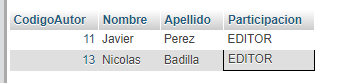 CodigoAutor Nombre Apellido Participacion
11 Javier Perez EDITOR
13 Nicolas Badilla EDITOR